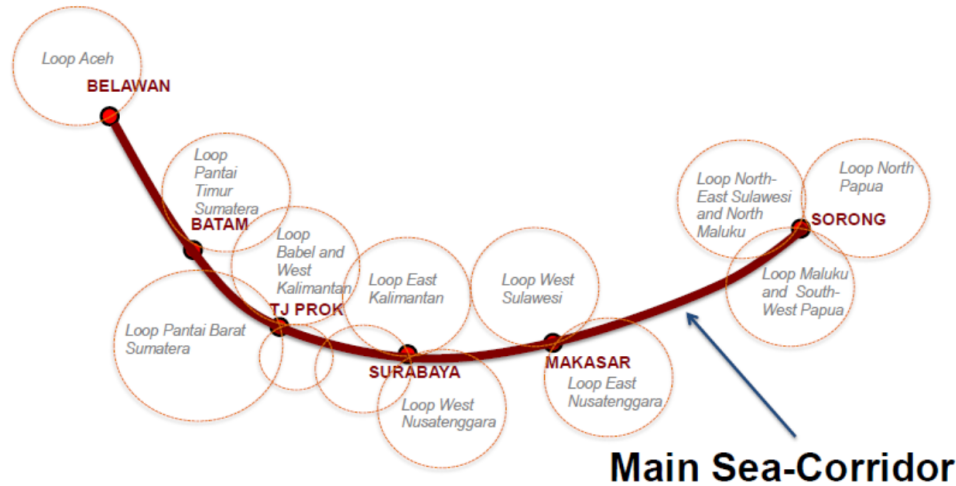 Loop Aceh
BELAWAN
Loop
Pantai
Timur
Sumatera
BATAM
Loop
Babel and
West
Kalimantan
TJ PROK
Loop Pantai Barat
Sumatera
Loop East
Kalimantan
SURABAYA
Loop West
Nusatenggara
Loop West
Sulawesi
MAKASAR
Loop East
Nusatenggara
Loop North-
East Sulawesi
and North
Maluku
Loop North
Papua
SORONG
Loop Maluku
and South-
West Papua
Main Sea-Corridor